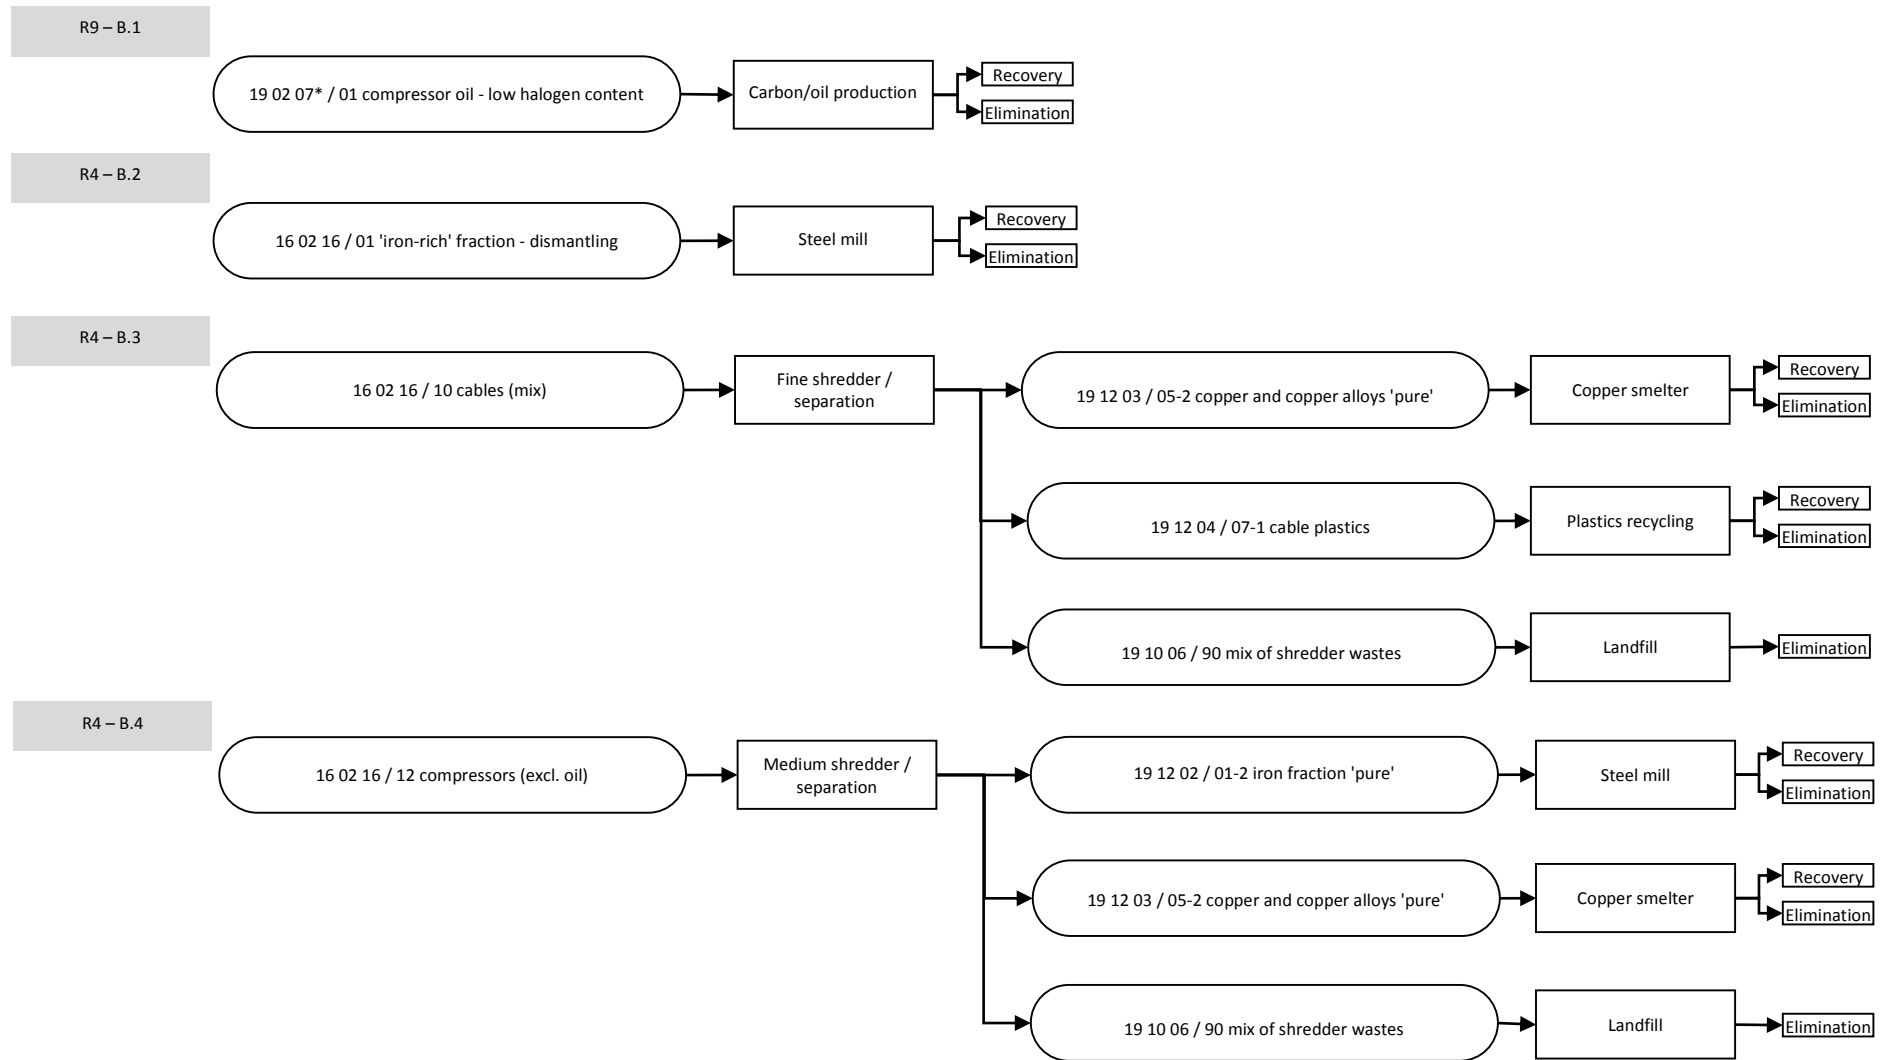 R9 – B.1
19 02 07* / 01 compressor oil - low halogen content
Carbon/oil production
Recovery
Elimination
R4 – B.2
16 02 16 / 01 'iron-rich' fraction - dismantling
Steel mill
Recovery
Elimination
R4 – B.3
16 02 16 / 10 cables (mix)
Fine shredder /
separation
19 12 03 / 05-2 copper and copper alloys 'pure'
Copper smelter
Recovery
Elimination
19 12 04 / 07-1 cable plastics
Plastics recycling
Recovery
Elimination
19 10 06 / 90 mix of shredder wastes
Landfill
Elimination
R4 – B.4
16 02 16 / 12 compressors (excl. oil)
Medium shredder /
separation
19 12 02 / 01-2 iron fraction 'pure'
Steel mill
Recovery
Elimination
19 12 03 / 05-2 copper and copper alloys 'pure'
Copper smelter
Recovery
Elimination
19 10 06 / 90 mix of shredder wastes
Landfill
Elimination